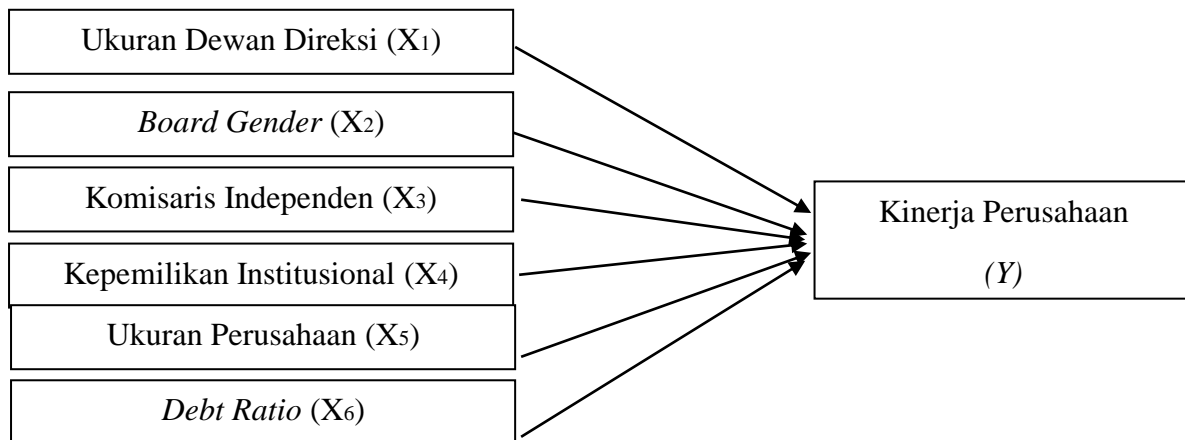 Ukuran Dewan Direksi (X1)
Board Gender (X2)
Komisaris Independen (X3)
Kepemilikan Institusional (X4)
Ukuran Perusahaan (X5)
Debt Ratio (X6)
Kinerja Perusahaan
(Y)